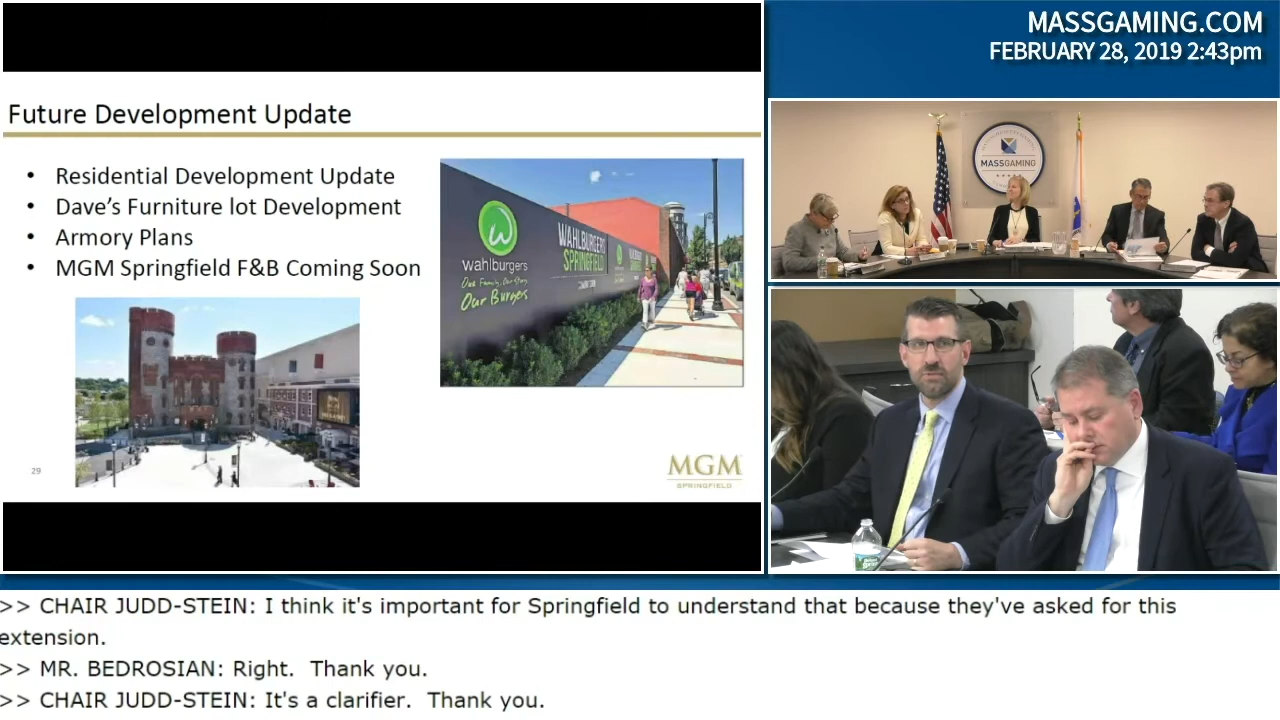 MASSGAMING.COM
FEBRUARY 28, 2019 2:43pm
Future Development Update
• Residential Development Update
• Dave's Furniture lot Development
• Armory Plans
• MGM Springfield F&B Coming Soon
wahlburgers
Our Family, Our Story,
Our Burgers
WAHLBURGERS
SPRINGFIELD
29
MGM
SPRINGFIELD
MASSGAMING
>> CHAIR JUDD-STEIN: I think it's important for Springfield to understand that because they've asked for this
extension.
>> MR. BEDROSIAN: Right. Thank you.
>> CHAIR JUDD-STEIN: It's a clarifier. Thank you.